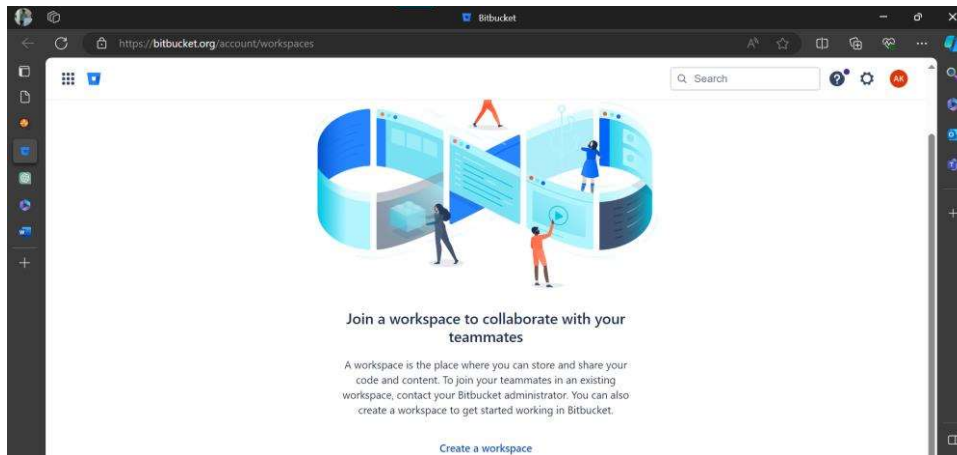 Bitbucket
https://bitbucket.org/account/workspaces
Search
AK
Join a workspace to collaborate with your
teammates
A workspace is the place where you can store and share your
code and content. To join your teammates in an existing
workspace, contact your Bitbucket administrator. You can also
create a workspace to get started working in Bitbucket.
Create a workspace